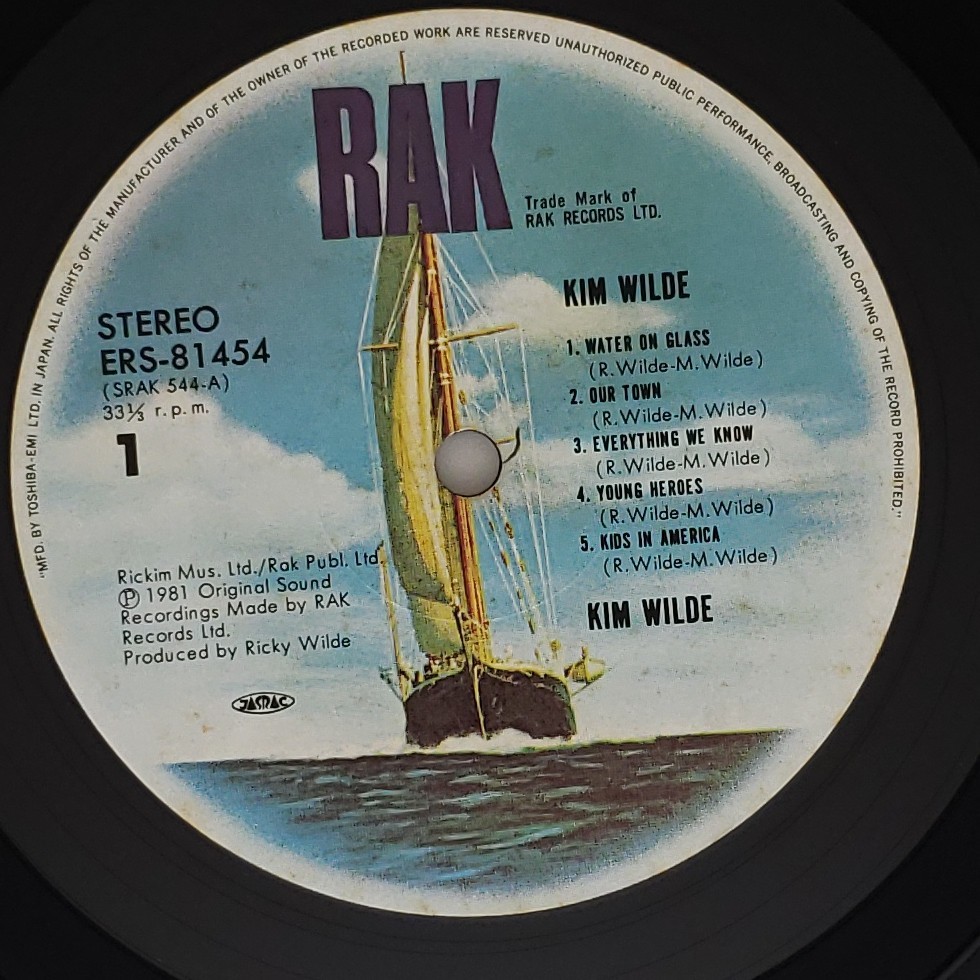 "MFD. BY TOSHIBA-EMI LTD. IN JAPAN. ALL RIGHTS OF THE MANUFACTURER AND OF THE OWNER OF THE RECORDED WORK ARE RESERVED UNAUTHORIZED PUBLIC PERFORMANCE, BROADCASTING AND COPYING OF THE RECORD PROHIBITED."
RAK
Trade Mark of
RAK RECORDS LTD.
STEREO
ERS-81454
(SRAK 544-A)
33⅓ r.p.m.
1
KIM WILDE
1. WATER ON GLASS
(R.Wilde-M.Wilde)
2. OUR TOWN
(R.Wilde-M.Wilde)
3. EVERYTHING WE KNOW
(R.Wilde-M.Wilde)
4. YOUNG HEROES
(R.Wilde-M.Wilde)
5. KIDS IN AMERICA
(R.Wilde-M.Wilde)
KIM WILDE
Rickim Mus. Ltd./Rak Publ. Ltd.
Ⓟ 1981 Original Sound
Recordings Made by RAK
Records Ltd.
Produced by Ricky Wilde
JASRAC